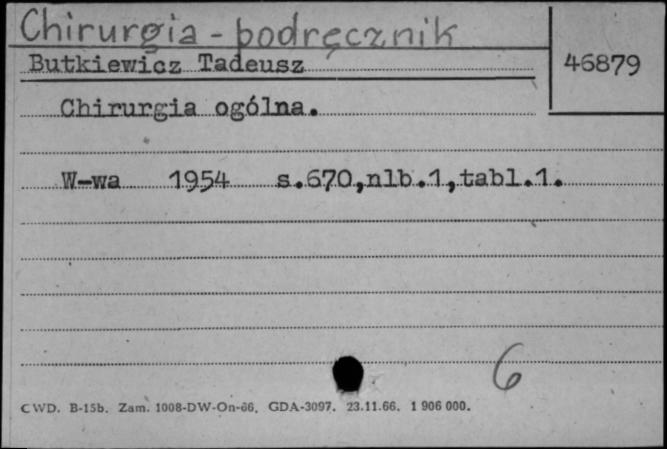 Chirurgia - podręcznik
46879
Butkiewicz Tadeusz
Chirurgia ogólna.
W-wa 1954 s.670,nlb.1,tabl.1.
6
CWD. B-15b. Zam. 1008-DW-On-66. GDA-3097. 23.11.66. 1 906 000.